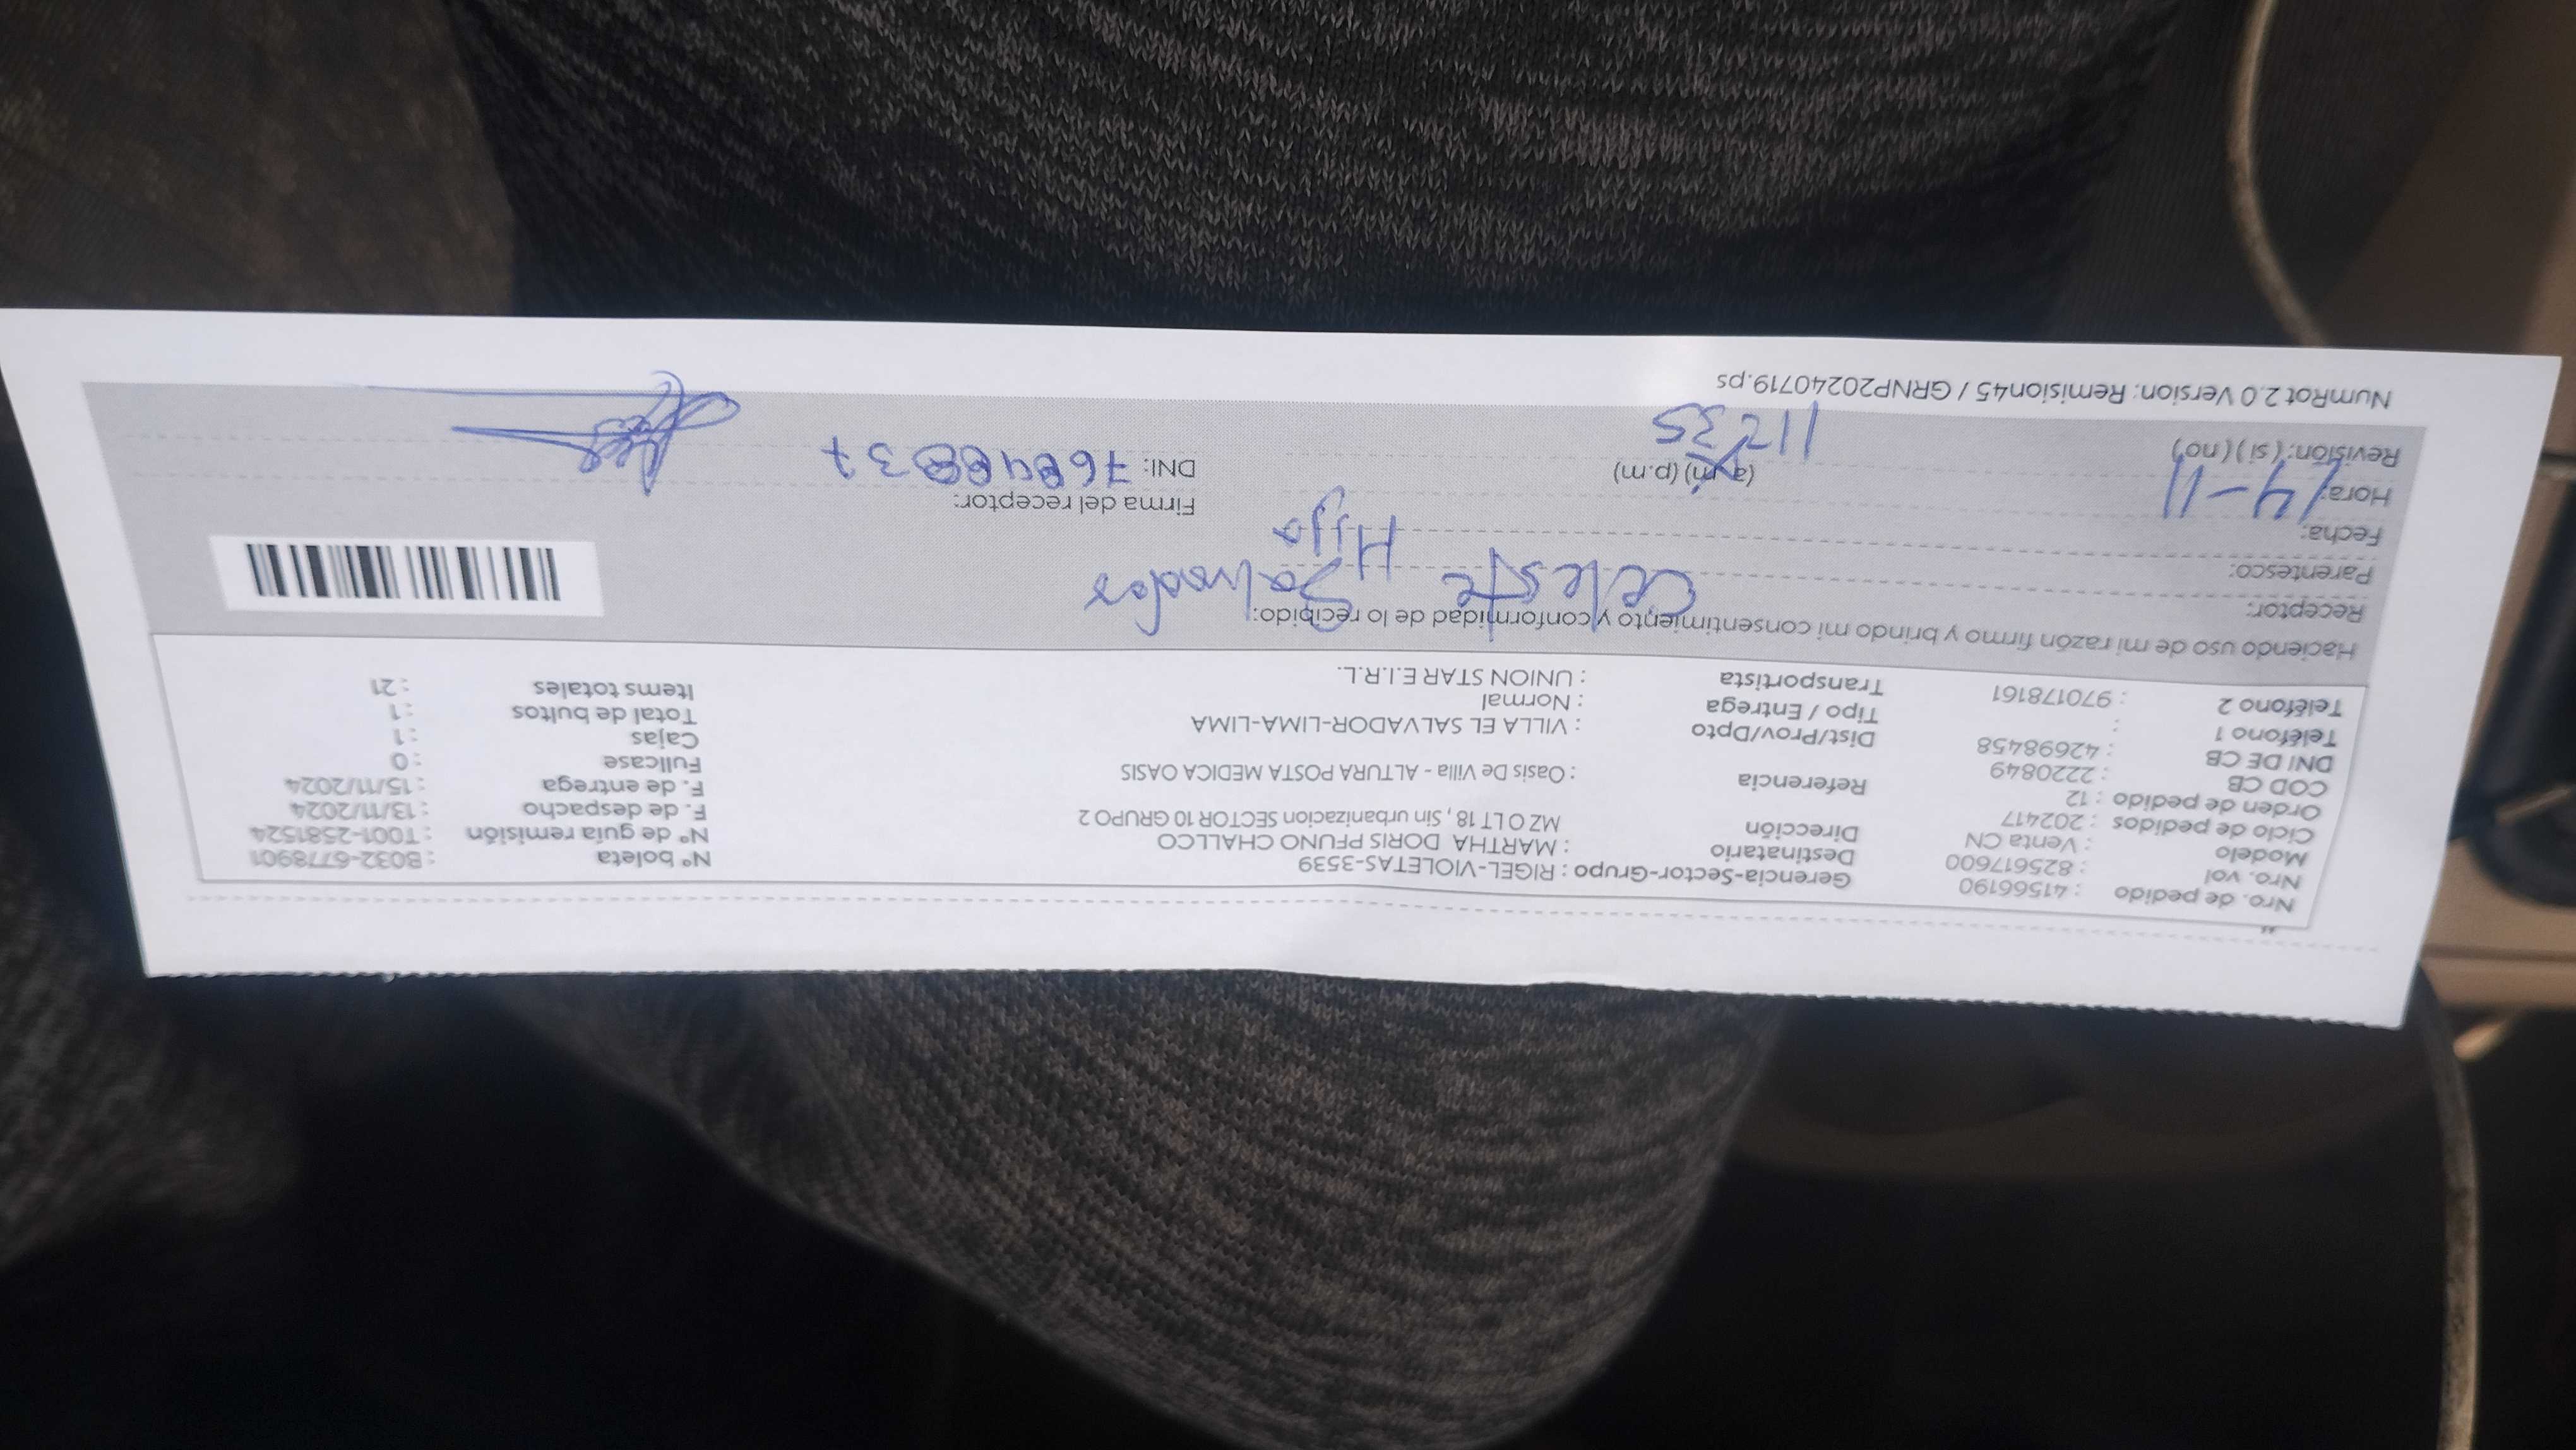 Nro. de pedido : 41566190 Gerencia-Sector-Grupo : RIGEL-VIOLETAS-3539 N° boleta : B032-6778901
Nro. vol : 825617600 Destinatario : MARTHA DORIS PFUNO CHALLCO N° de guía remisión : T001-2581524
Modelo : Venta CN Dirección MZ O LT 18 , Sin urbanizacion SECTOR 10 GRUPO 2 F. de despacho : 13/11/2024
Ciclo de pedidos : 202417 Referencia : Oasis De Villa - ALTURA POSTA MEDICA OASIS F. de entrega : 15/11/2024
Orden de pedido : 12 Dist/Prov/Dpto : VILLA EL SALVADOR-LIMA-LIMA Fullcase : 0
COD CB : 2220849 Tipo / Entrega : Normal Cajas : 1
DNI DE CB : 42698458 Transportista : UNION STAR E.I.R.L. Total de bultos : 1
Teléfono 1 : Items totales : 21
Teléfono 2 : 970178161
Haciendo uso de mi razón firmo y brindo mi consentimiento y conformidad de lo recibido:
Receptor: Celeste Salvador
Parentesco: Hija
Fecha: 14-11
Hora: 11:35 (a.m) (p.m)
Revisión: ( si ) ( no )
Firma del receptor:
DNI:
NumRot 2.0 Version: Remision45 / GRNP20240719.ps